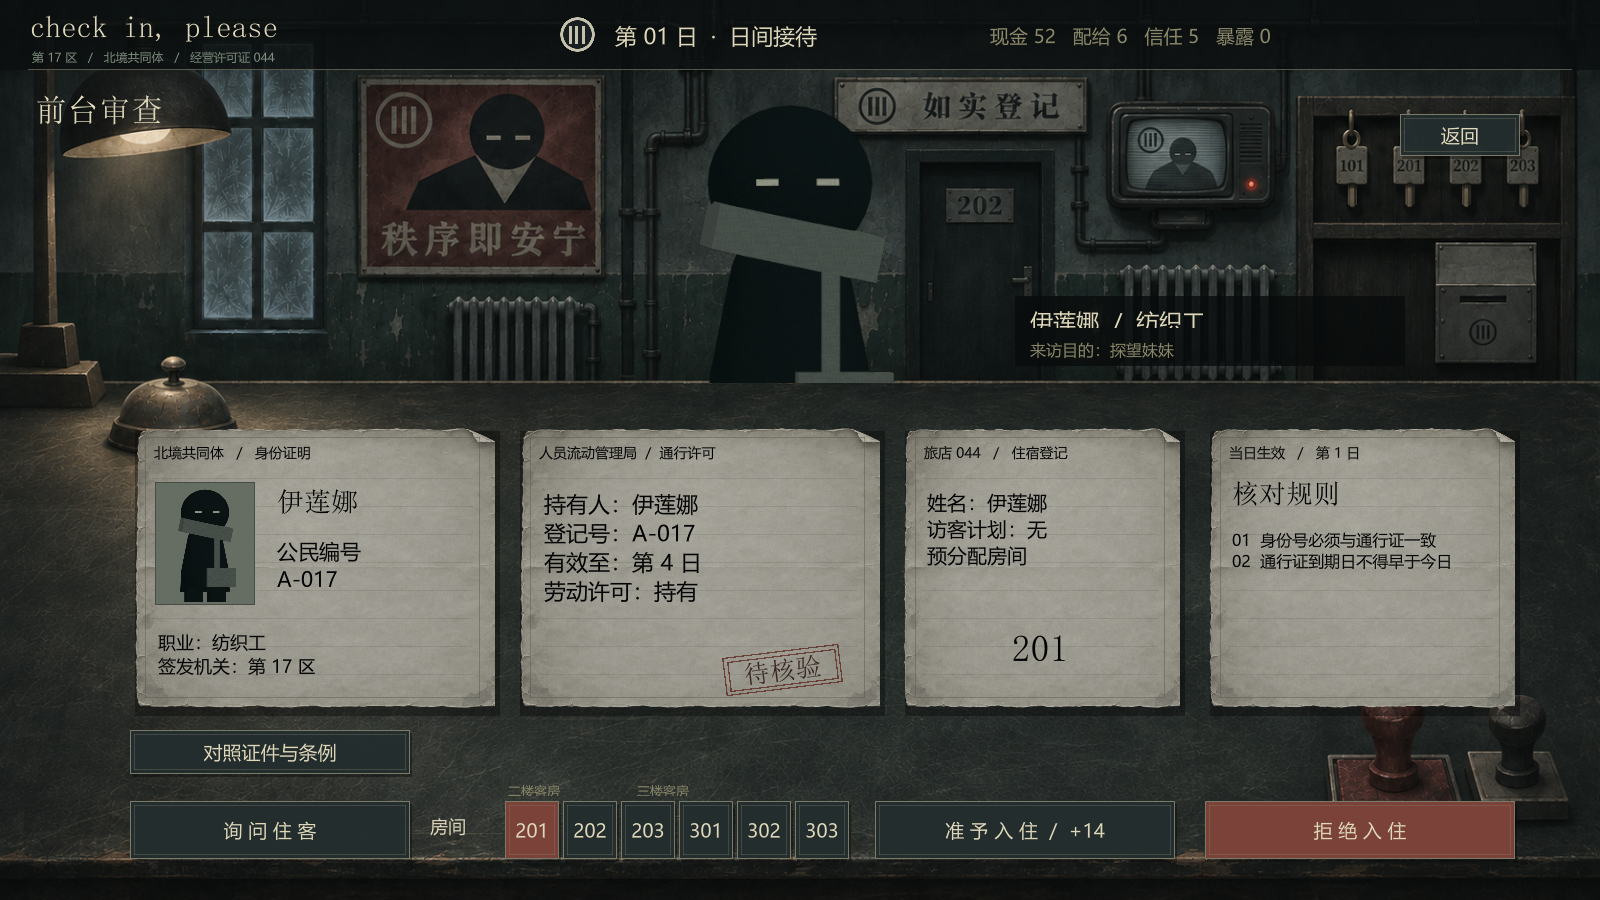 check in, please
第 17 区 / 北境共同体 / 经营许可证 044
第 01 日 · 日间接待
现金 52 配给 6 信任 5 暴露 0
前台审查
秩序即安宁
如实登记
202
返回
101 201 202 203
伊莲娜 / 纺织工
来访目的：探望妹妹
北境共同体 / 身份证明
伊莲娜
公民编号
A-017
职业：纺织工
签发机关：第 17 区
人员流动管理局 / 通行许可
持有人：伊莲娜
登记号：A-017
有效至：第 4 日
劳动许可：持有
待核验
旅店 044 / 住宿登记
姓名：伊莲娜
访客计划：无
预分配房间
201
当日生效 / 第 1 日
核对规则
01 身份号必须与通行证一致
02 通行证到期日不得早于今日
对照证件与条例
询问住客
房间
二楼客房 三楼客房
201 202 203 301 302 303
准予入住 / +14
拒绝入住